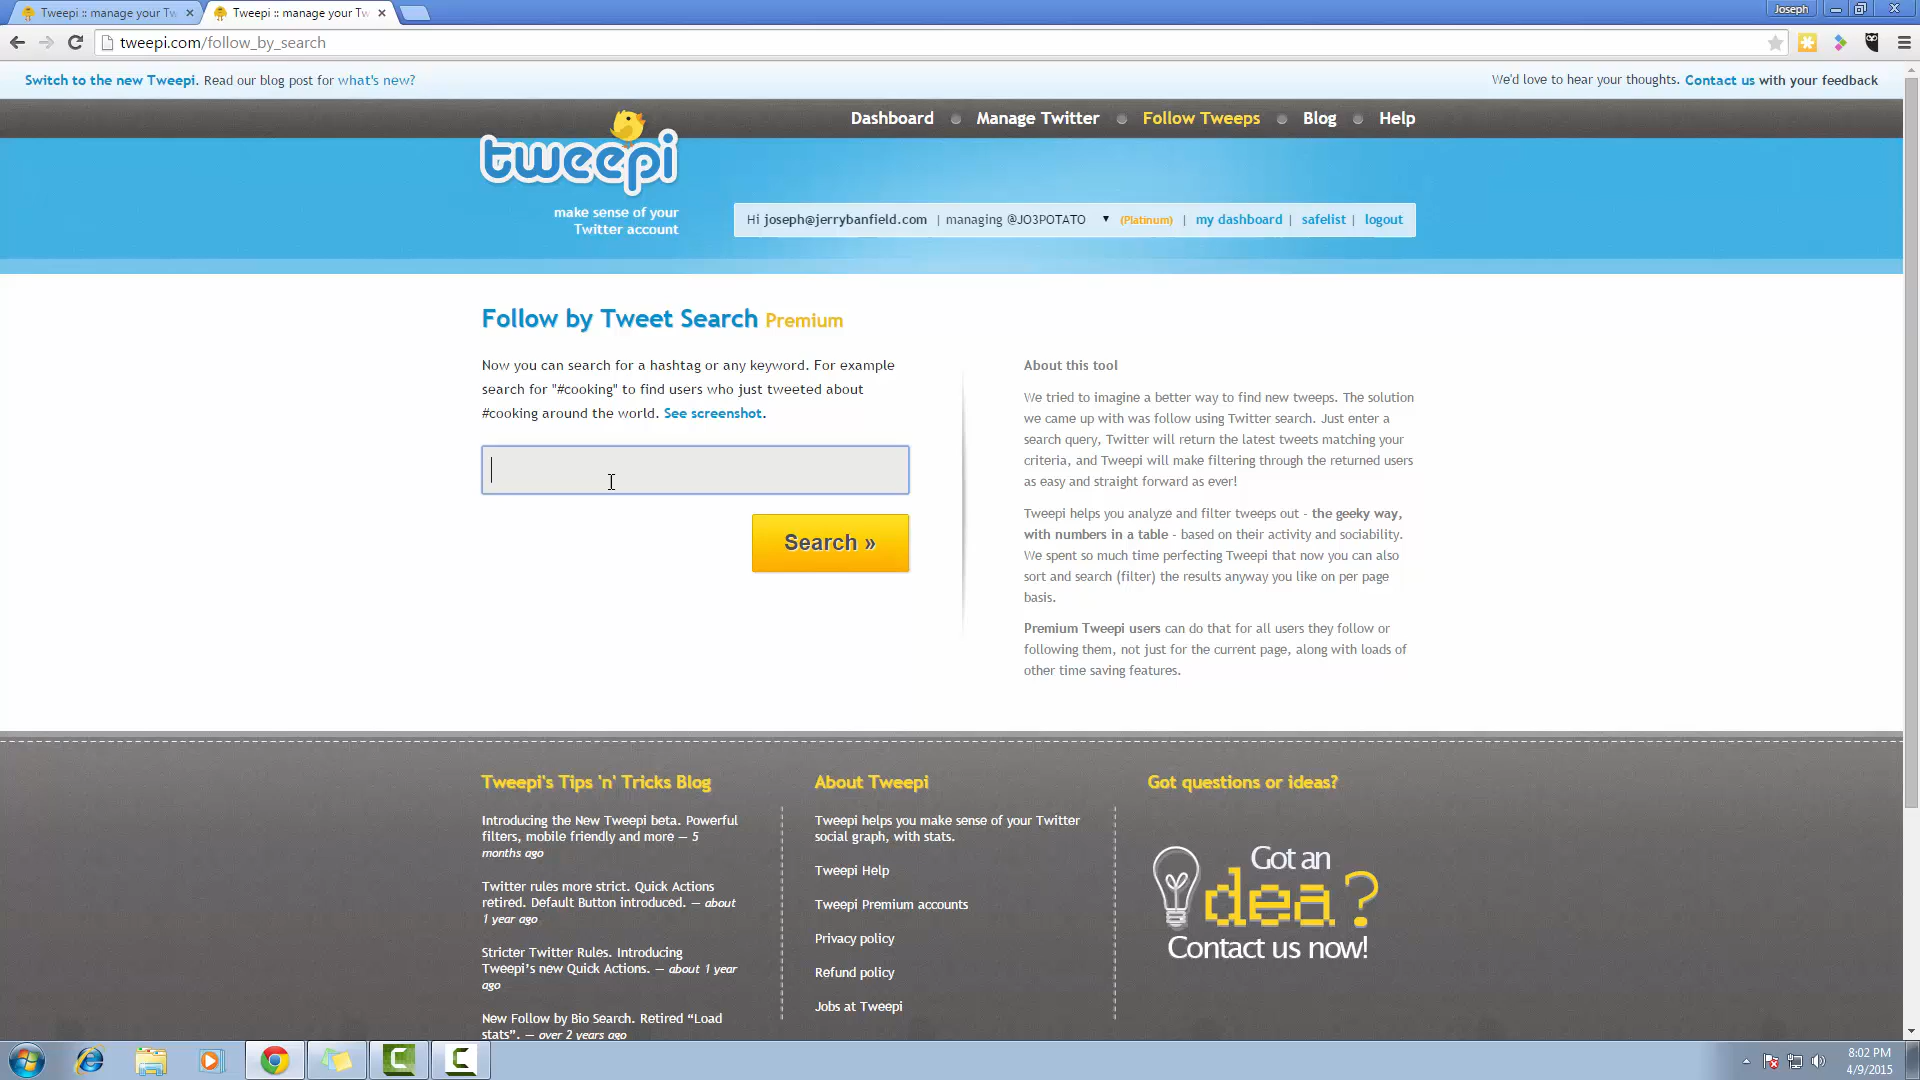 Tweepi :: manage your Tw
Tweepi :: manage your Tw
Joseph
tweepi.com/follow_by_search
Switch to the new Tweepi. Read our blog post for what's new?
We'd love to hear your thoughts. Contact us with your feedback
Dashboard
Manage Twitter
Follow Tweeps
Blog
Help
tweepi
make sense of your
Twitter account
Hi joseph@jerrybanfield.com | managing @JO3POTATO ▼ (Platinum) | my dashboard | safelist | logout
Follow by Tweet Search Premium
Now you can search for a hashtag or any keyword. For example
search for "#cooking" to find users who just tweeted about
#cooking around the world. See screenshot.
Search »
About this tool
We tried to imagine a better way to find new tweeps. The solution
we came up with was follow using Twitter search. Just enter a
search query, Twitter will return the latest tweets matching your
criteria, and Tweepi will make filtering through the returned users
as easy and straight forward as ever!
Tweepi helps you analyze and filter tweeps out - the geeky way,
with numbers in a table - based on their activity and sociability.
We spent so much time perfecting Tweepi that now you can also
sort and search (filter) the results anyway you like on per page
basis.
Premium Tweepi users can do that for all users they follow or
following them, not just for the current page, along with loads of
other time saving features.
Tweepi's Tips 'n' Tricks Blog
Introducing the New Tweepi beta. Powerful
filters, mobile friendly and more — 5
months ago
Twitter rules more strict. Quick Actions
retired. Default Button introduced. — about
1 year ago
Stricter Twitter Rules. Introducing
Tweepi's new Quick Actions. — about 1 year
ago
New Follow by Bio Search. Retired “Load
stats”. — over 2 years ago
About Tweepi
Tweepi helps you make sense of your Twitter
social graph, with stats.
Tweepi Help
Tweepi Premium accounts
Privacy policy
Refund policy
Jobs at Tweepi
Got questions or ideas?
Got an
idea?
Contact us now!
8:02 PM
4/9/2015